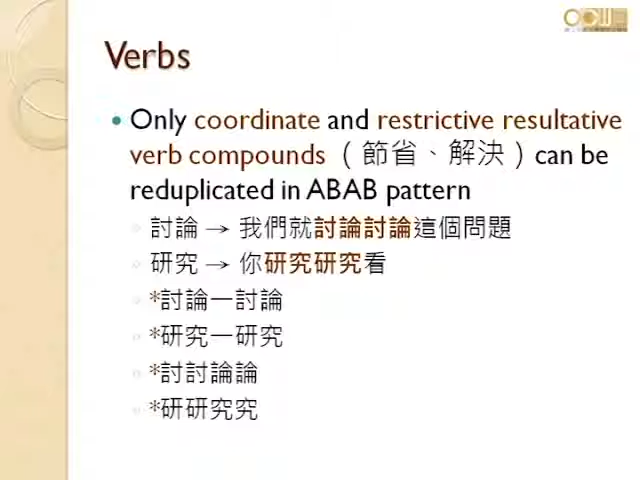 Verbs
Only coordinate and restrictive resultative
verb compounds （節省、解決）can be
reduplicated in ABAB pattern
討論 → 我們就討論討論這個問題
研究 → 你研究研究看
*討論一討論
*研究一研究
*討討論論
*研研究究